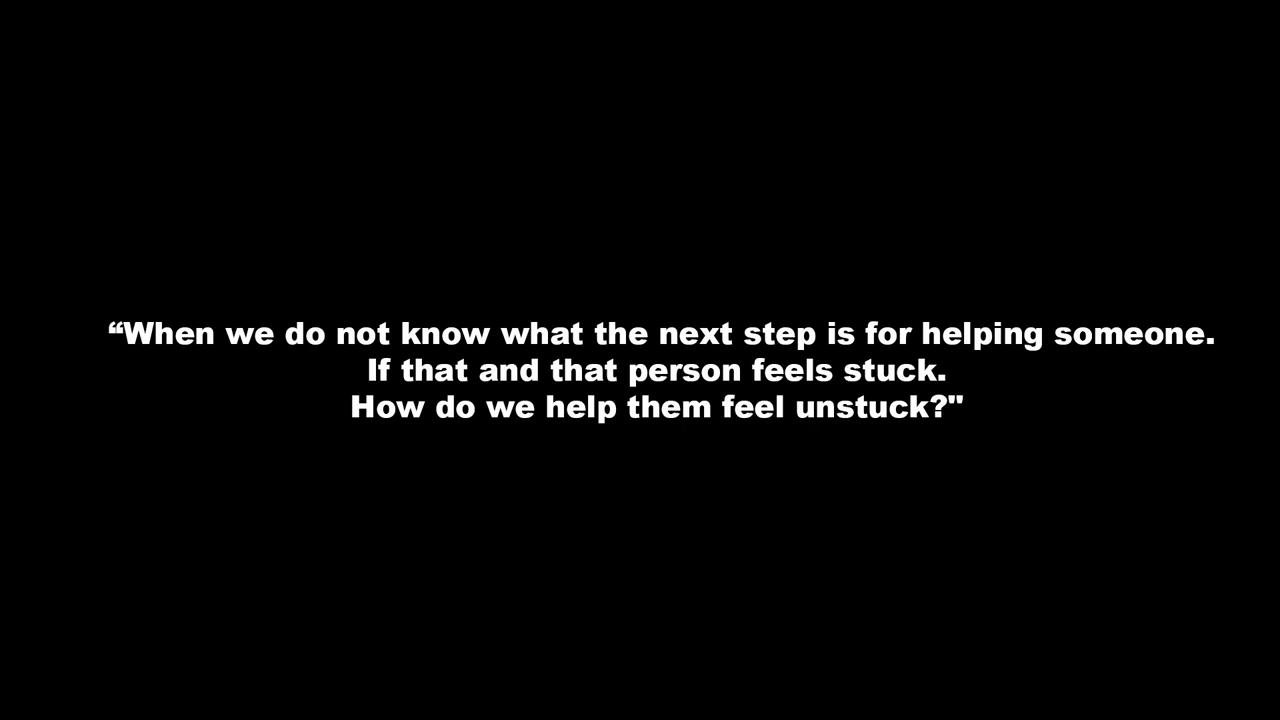 “When we do not know what the next step is for helping someone.
If that and that person feels stuck.
How do we help them feel unstuck?"